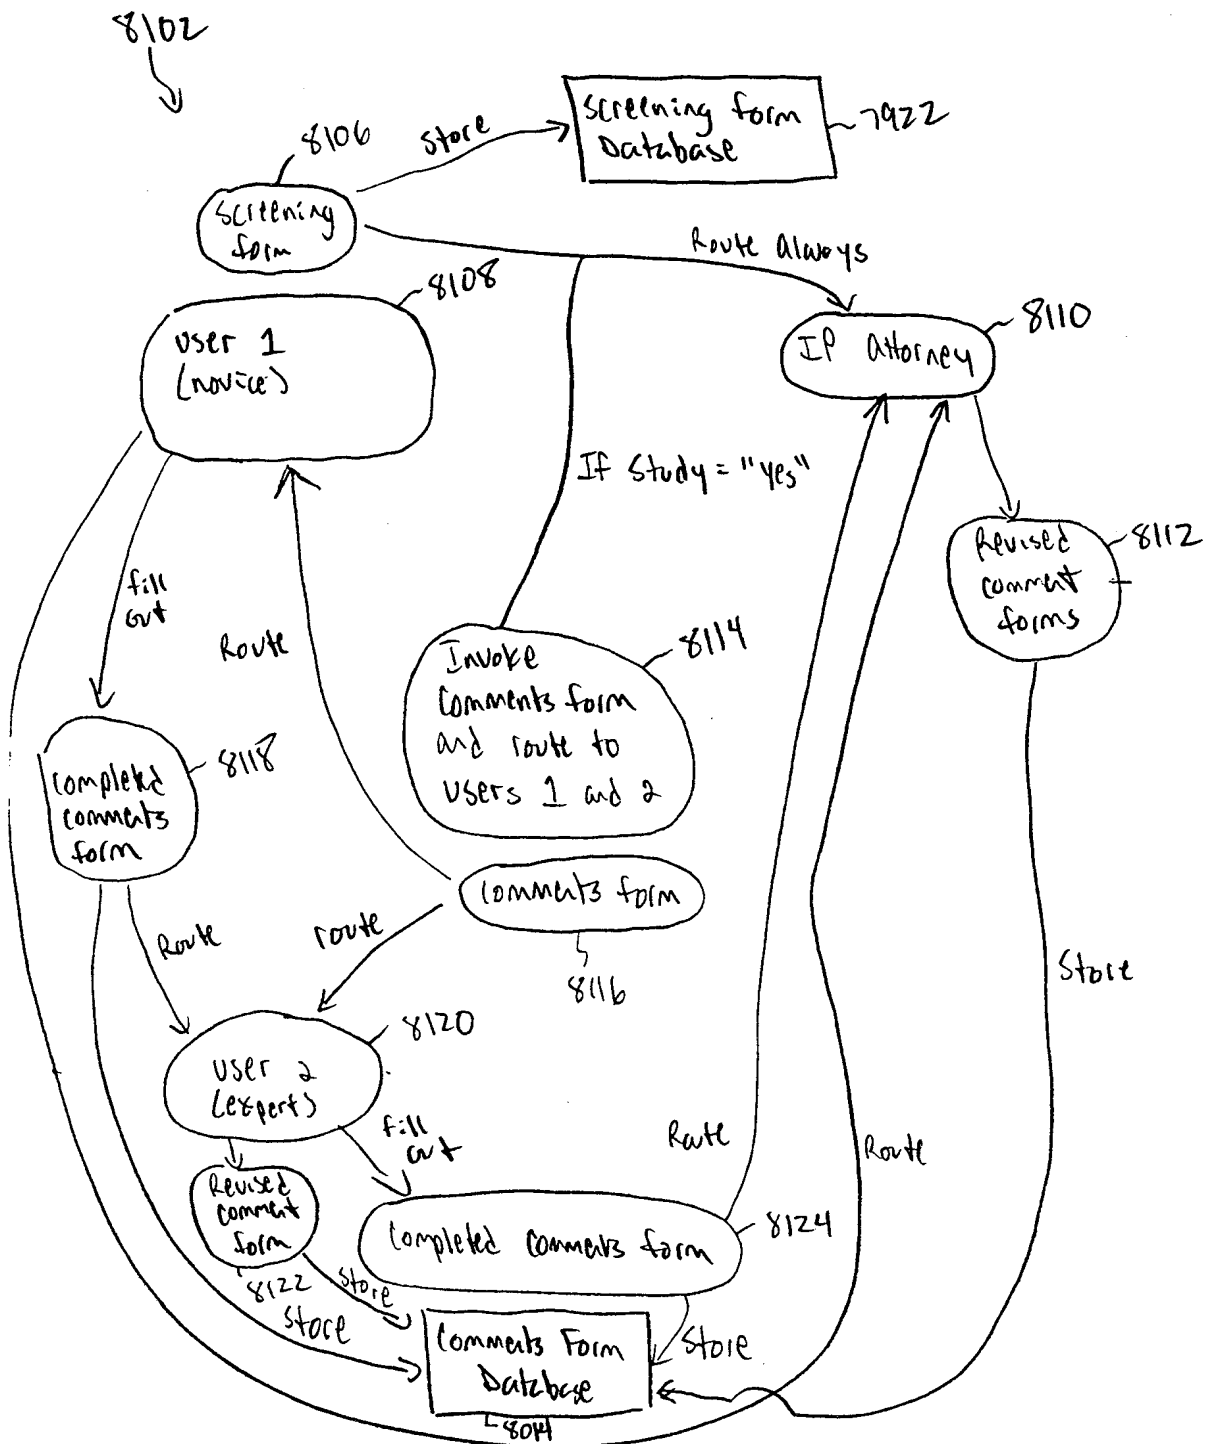 8102
screening form
Database
7922
8106
Store
screening
form
Route always
8108
user 1
(novice)
8110
IP attorney
If study = "yes"
8112
Revised
comment
forms
fill
out
Route
8114
Invoke
comments form
and route to
users 1 and 2
8118
completed
comments
form
comments form
8116
Route
route
Store
8120
user 2
(experts)
fill
out
Route
Route
Revised
comment
form
8122
completed comments form
8124
Store
Store
Store
Comments Form
Database
8014